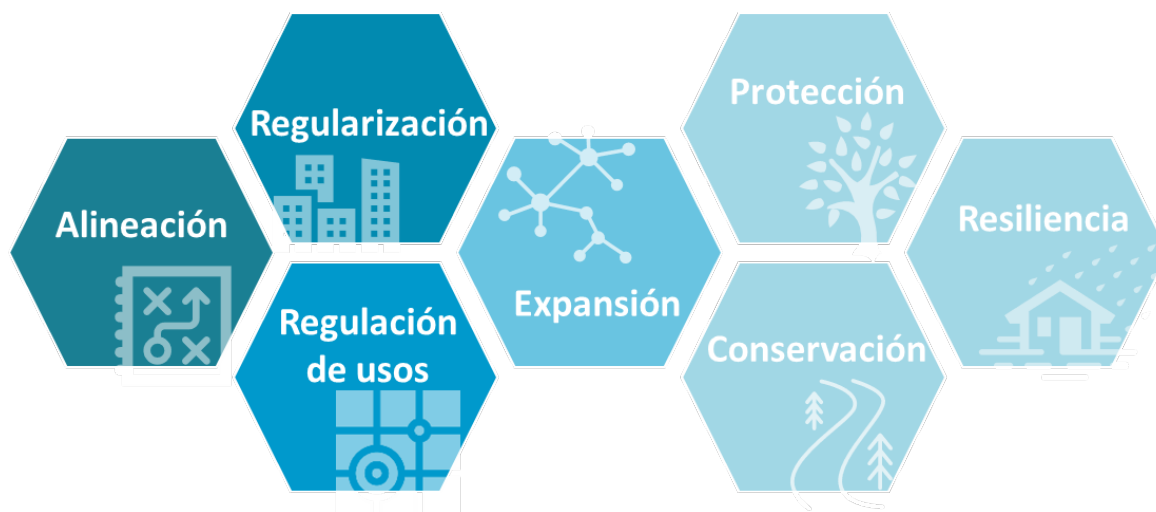 Alineación
Regularización
Regulación
de usos
Expansión
Protección
Conservación
Resiliencia